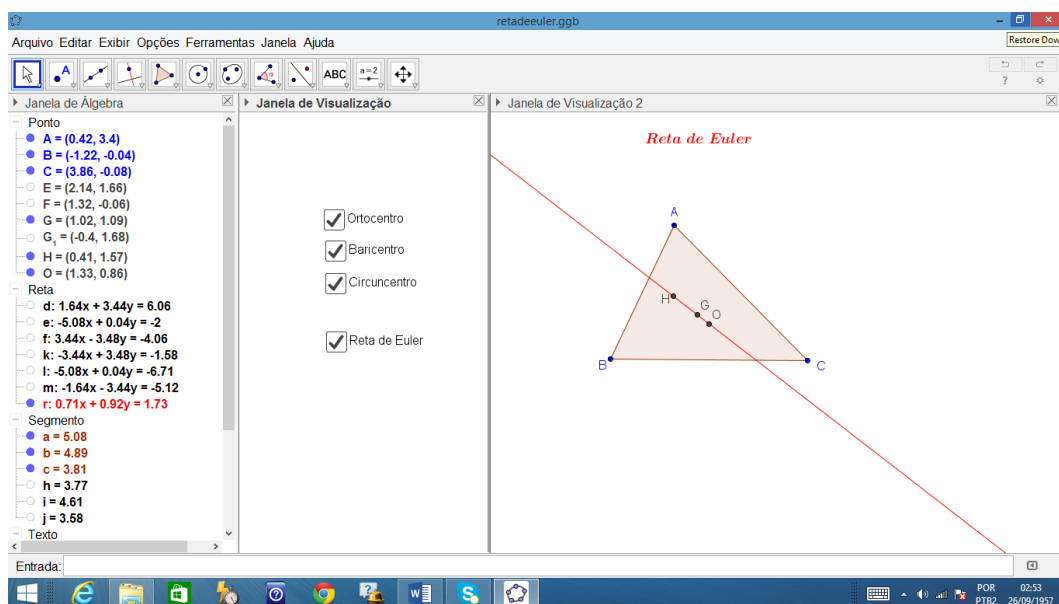 retadeeuler.ggb
Restore Dow
Arquivo Editar Exibir Opções Ferramentas Janela Ajuda
A
ABC
a=2
?
Janela de Álgebra
Janela de Visualização
Janela de Visualização 2
Ponto
A = (0.42, 3.4)
B = (-1.22, -0.04)
C = (3.86, -0.08)
E = (2.14, 1.66)
F = (1.32, -0.06)
G = (1.02, 1.09)
G₁ = (-0.4, 1.68)
H = (0.41, 1.57)
O = (1.33, 0.86)
Reta
d: 1.64x + 3.44y = 6.06
e: -5.08x + 0.04y = -2
f: 3.44x - 3.48y = -4.06
k: -3.44x + 3.48y = -1.58
l: -5.08x + 0.04y = -6.71
m: -1.64x - 3.44y = -5.12
r: 0.71x + 0.92y = 1.73
Segmento
a = 5.08
b = 4.89
c = 3.81
h = 3.77
i = 4.61
j = 3.58
Texto
Ortocentro
Baricentro
Circuncentro
Reta de Euler
Reta de Euler
A
H
G
O
B
C
Entrada:
POR
PTB2
02:53
26/09/1957